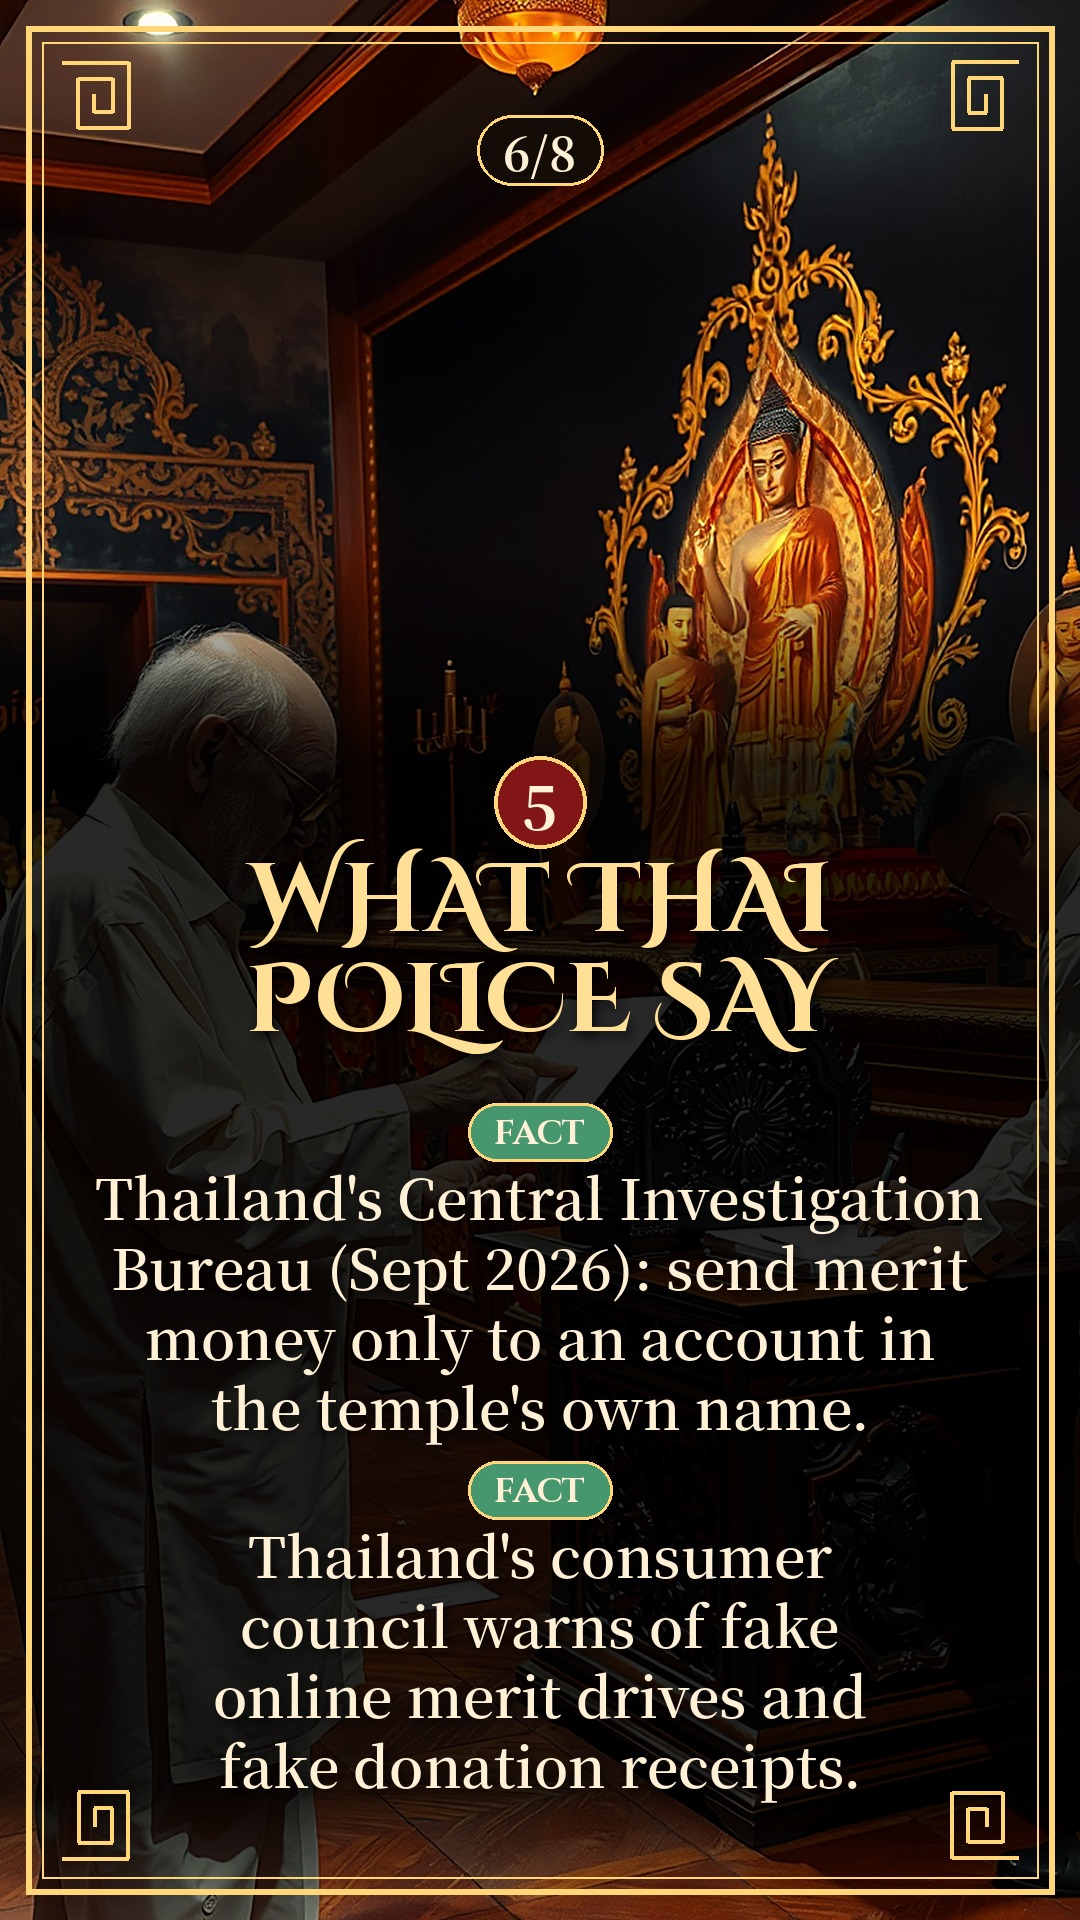 6/8
5
WHAT THAI
POLICE SAY
FACT
Thailand's Central Investigation
Bureau (Sept 2026): send merit
money only to an account in
the temple's own name.
FACT
Thailand's consumer
council warns of fake
online merit drives and
fake donation receipts.